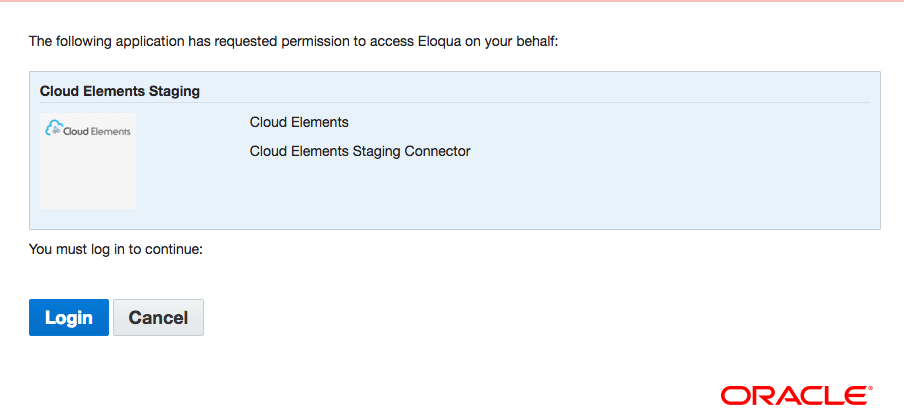 The following application has requested permission to access Eloqua on your behalf:
Cloud Elements Staging
Cloud Elements
Cloud Elements
Cloud Elements Staging Connector
You must log in to continue:
Login Cancel
ORACLE®